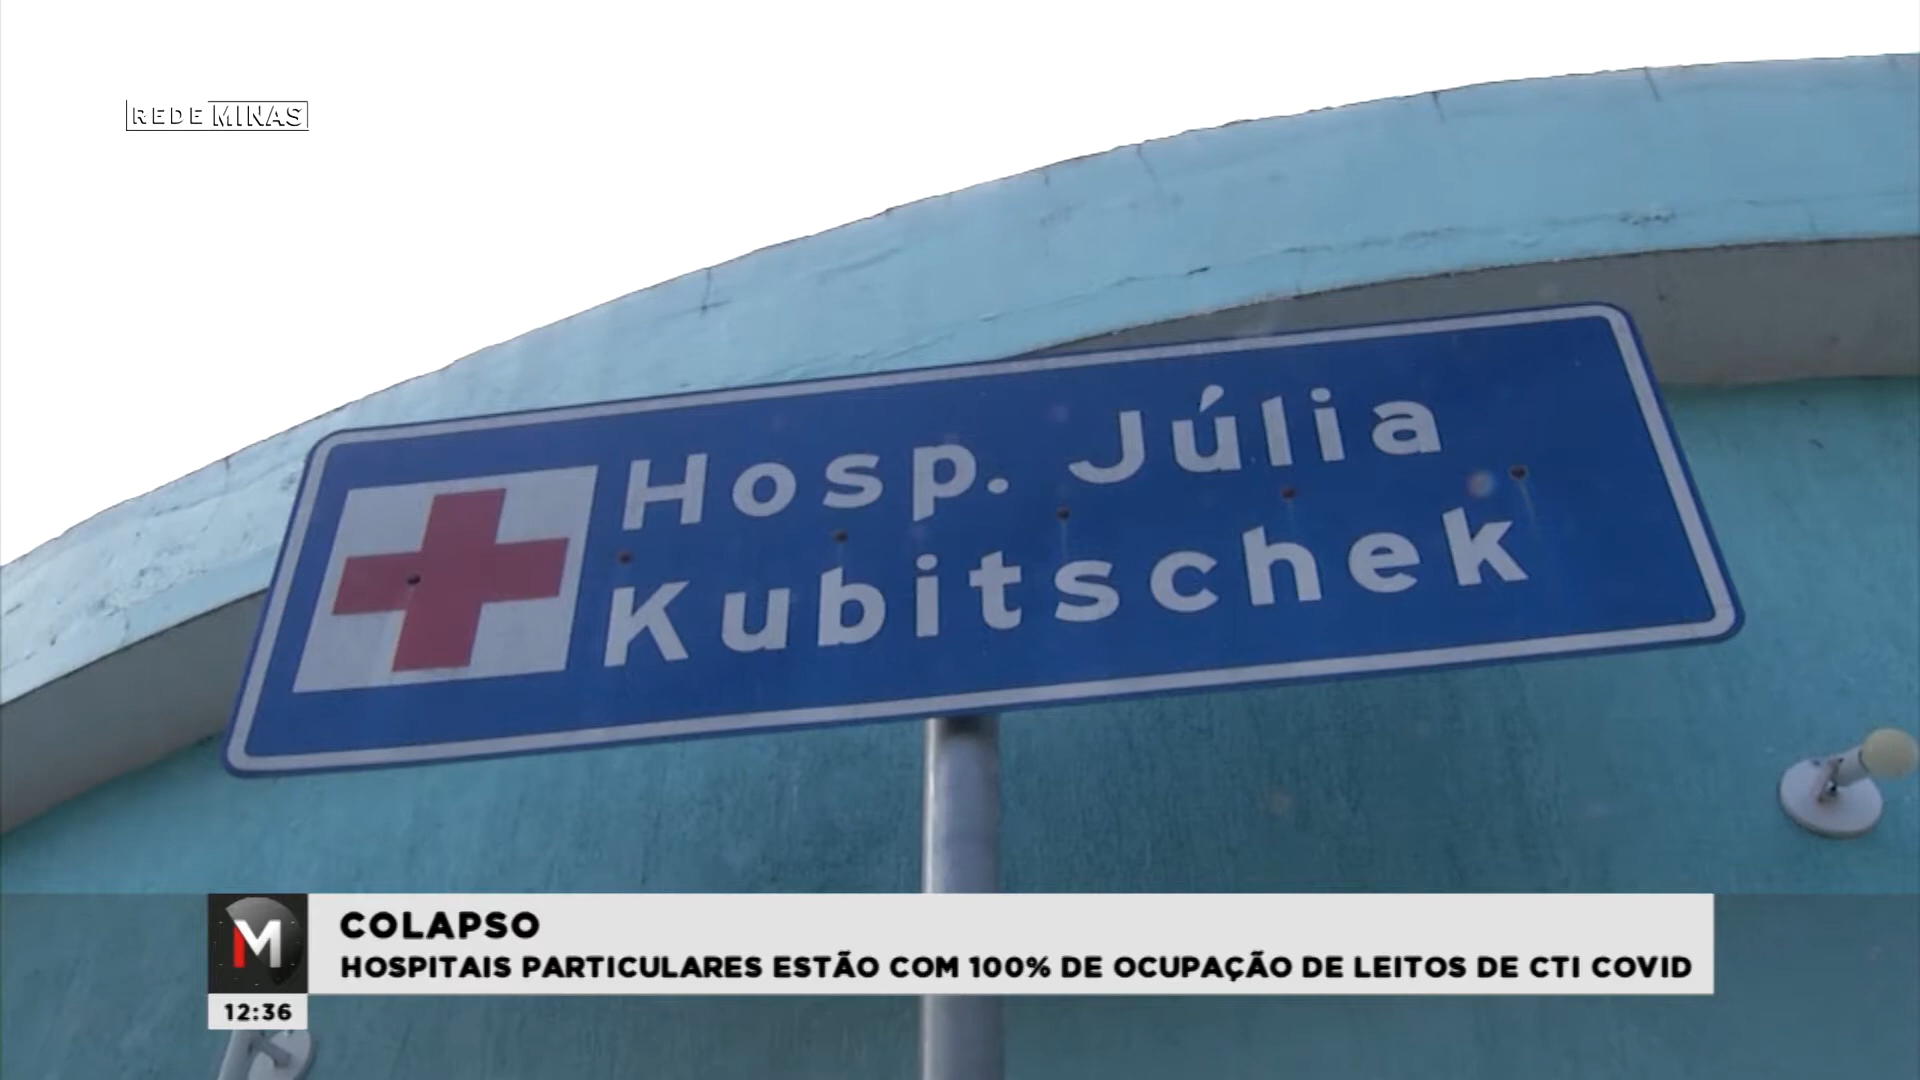 REDE MINAS
Hosp. Júlia
Kubitschek
M
COLAPSO
HOSPITAIS PARTICULARES ESTÃO COM 100% DE OCUPAÇÃO DE LEITOS DE CTI COVID
12:36